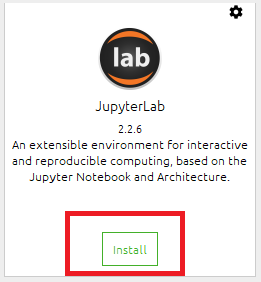 lab
JupyterLab
2.2.6
An extensible environment for interactive
and reproducible computing, based on the
Jupyter Notebook and Architecture.
Install